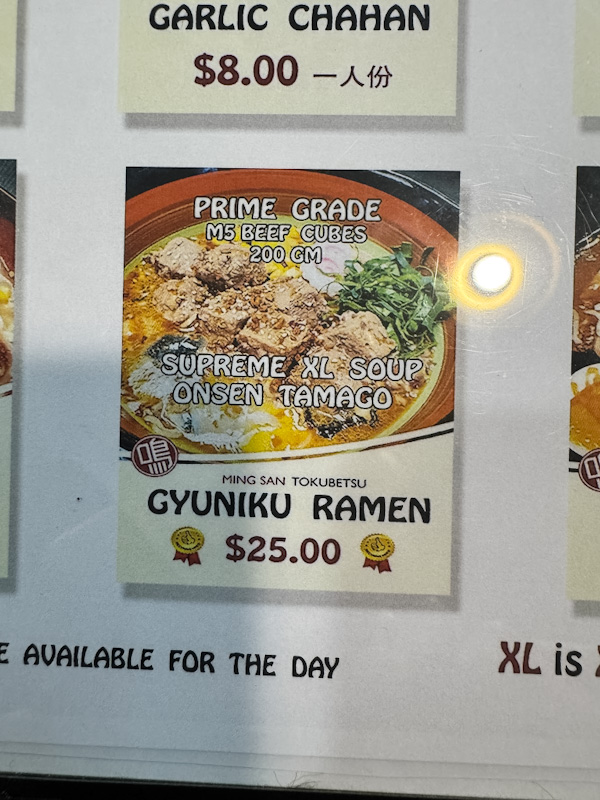 GARLIC CHAHAN
$8.00 一人份
PRIME GRADE
M5 BEEF CUBES
200 GM
SUPREME XL SOUP
ONSEN TAMAGO
鳴
MING SAN TOKUBETSU
GYUNIKU RAMEN
$25.00
E AVAILABLE FOR THE DAY
XL is